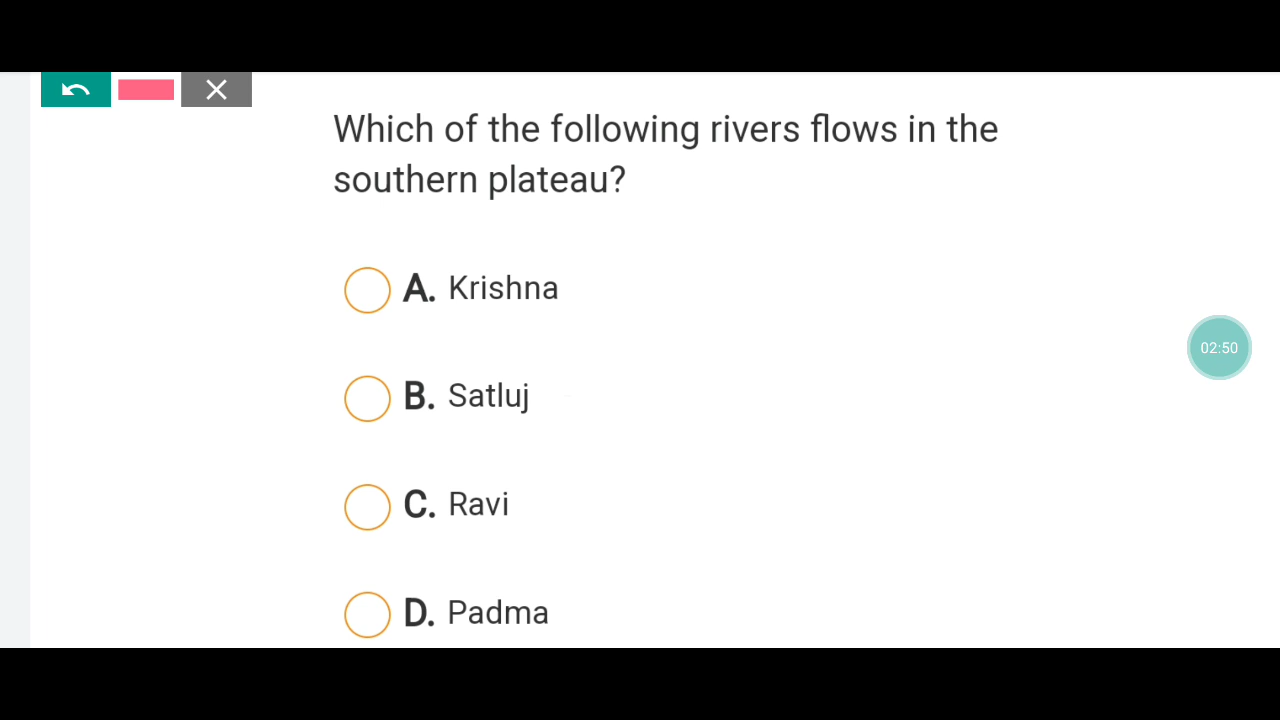 Which of the following rivers flows in the
southern plateau?
A. Krishna
B. Satluj
02:50
C. Ravi
D. Padma